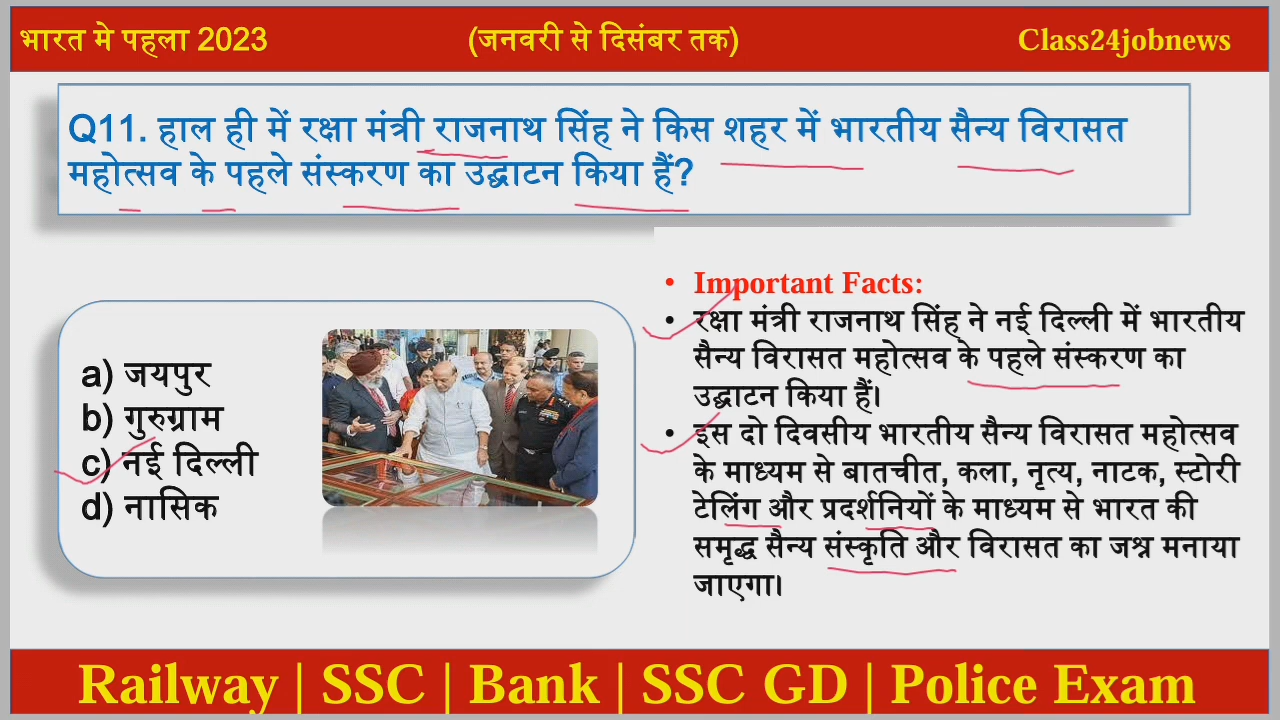 भारत मे पहला 2023 (जनवरी से दिसंबर तक) Class24jobnews
Q11. हाल ही में रक्षा मंत्री राजनाथ सिंह ने किस शहर में भारतीय सैन्य विरासत
महोत्सव के पहले संस्करण का उद्घाटन किया हैं?
a) जयपुर
b) गुरुग्राम
c) नई दिल्ली
d) नासिक
• Important Facts:
• रक्षा मंत्री राजनाथ सिंह ने नई दिल्ली में भारतीय
सैन्य विरासत महोत्सव के पहले संस्करण का
उद्घाटन किया हैं।
• इस दो दिवसीय भारतीय सैन्य विरासत महोत्सव
के माध्यम से बातचीत, कला, नृत्य, नाटक, स्टोरी
टेलिंग और प्रदर्शनियों के माध्यम से भारत की
समृद्ध सैन्य संस्कृति और विरासत का जश्न मनाया
जाएगा।
Railway | SSC | Bank | SSC GD | Police Exam